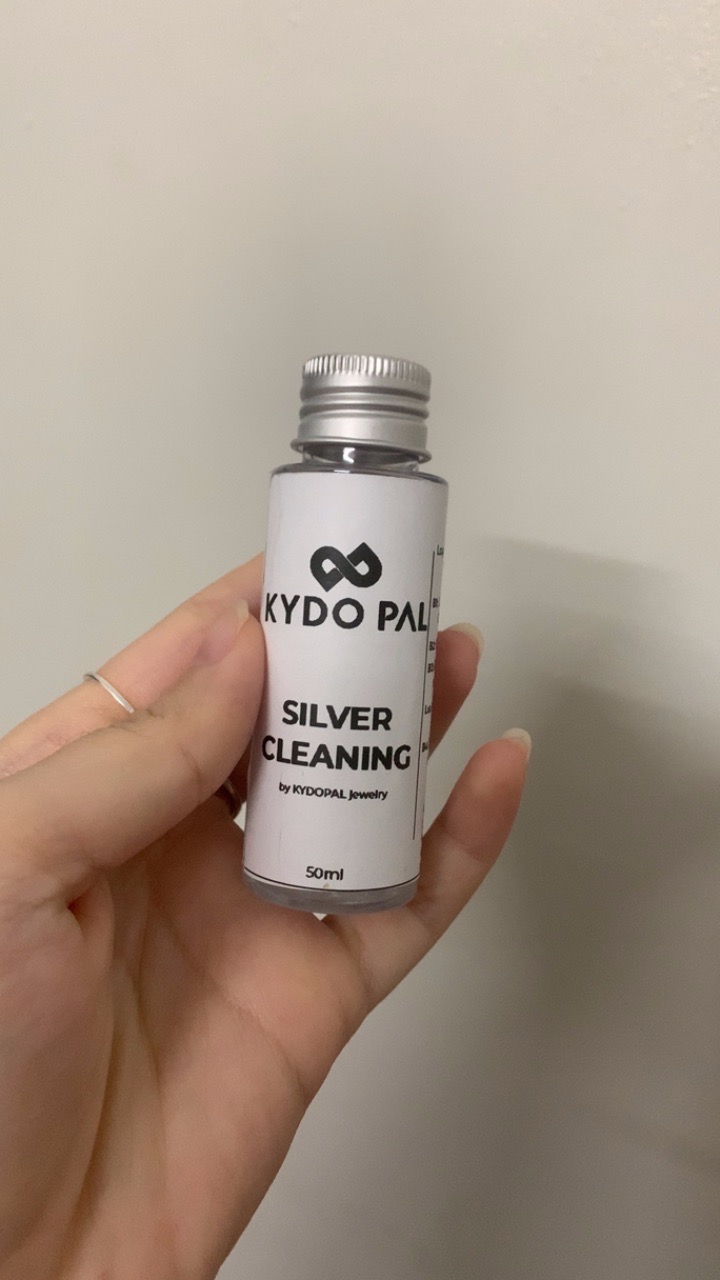 KYDO PAL
SILVER
CLEANING
by KYDOPAL Jewelry
50ml